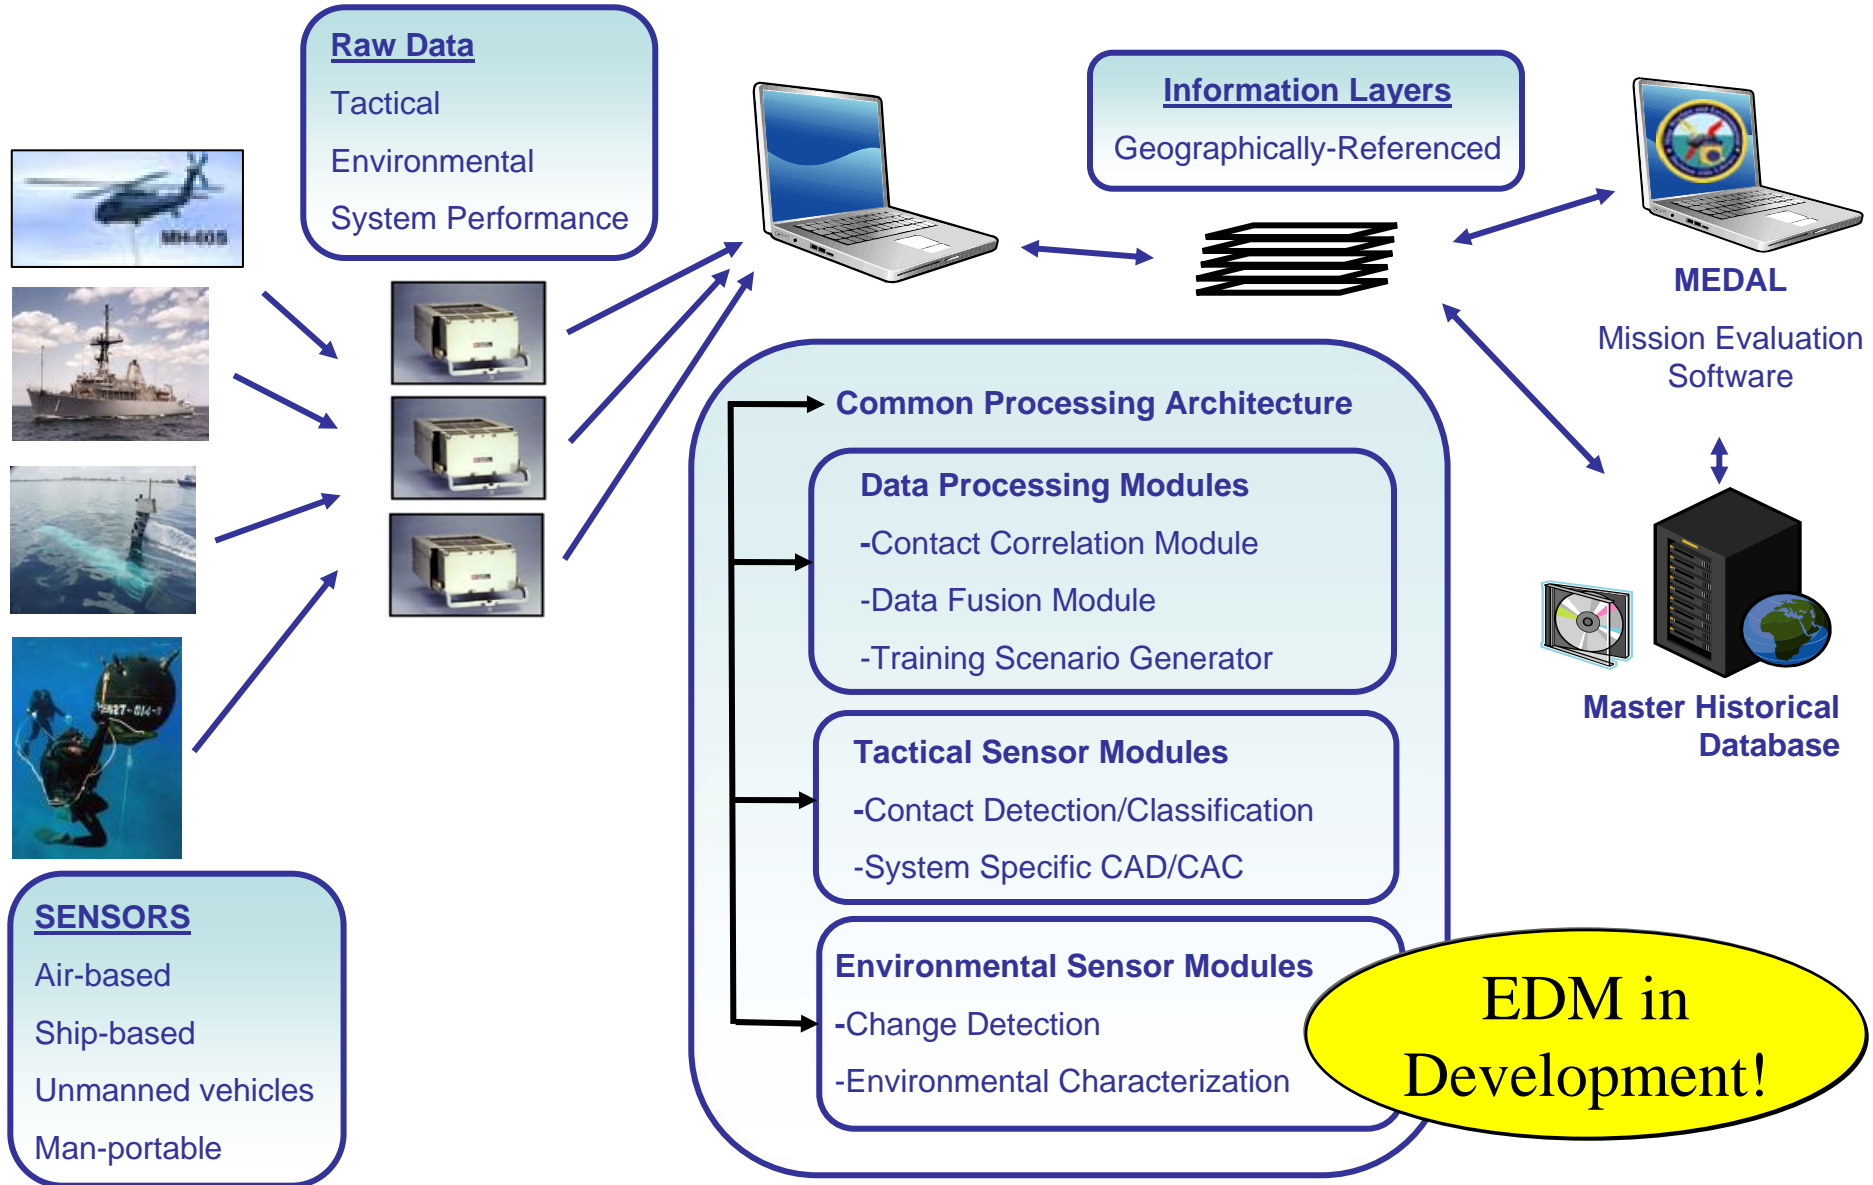 Raw Data
Tactical
Environmental
System Performance
Information Layers
Geographically-Referenced
MH-60S
MEDAL
Mission Evaluation
Software
Common Processing Architecture
Data Processing Modules
-Contact Correlation Module
-Data Fusion Module
-Training Scenario Generator
Tactical Sensor Modules
-Contact Detection/Classification
-System Specific CAD/CAC
Environmental Sensor Modules
-Change Detection
-Environmental Characterization
Master Historical
Database
SENSORS
Air-based
Ship-based
Unmanned vehicles
Man-portable
EDM in
Development!